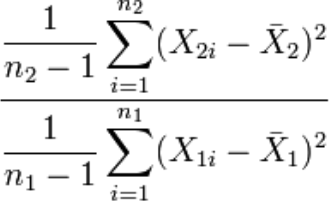 \frac{\frac{1}{n_2 - 1} \sum_{i=1}^{n_2} (X_{2i} - \bar{X}_2)^2}{\frac{1}{n_1 - 1} \sum_{i=1}^{n_1} (X_{1i} - \bar{X}_1)^2}